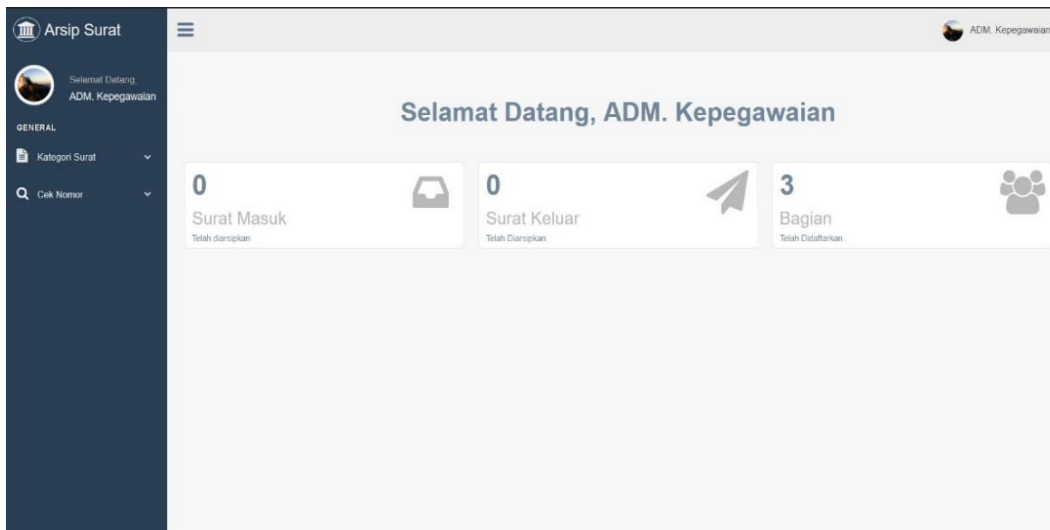 Arsip Surat
ADM. Kepegawaian
Selamat Datang,
ADM. Kepegawaian
GENERAL
Kategori Surat
Cek Nomor
Selamat Datang, ADM. Kepegawaian
0
Surat Masuk
Telah diarsipkan
0
Surat Keluar
Telah Diarsipkan
3
Bagian
Telah Didaftarkan